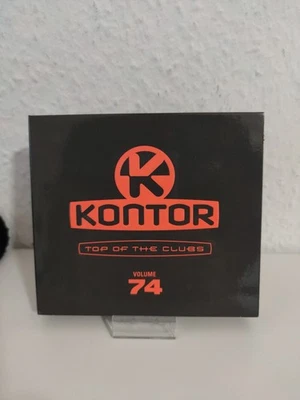 K
KONTOR
TOP OF THE CLUBS
VOLUME
74